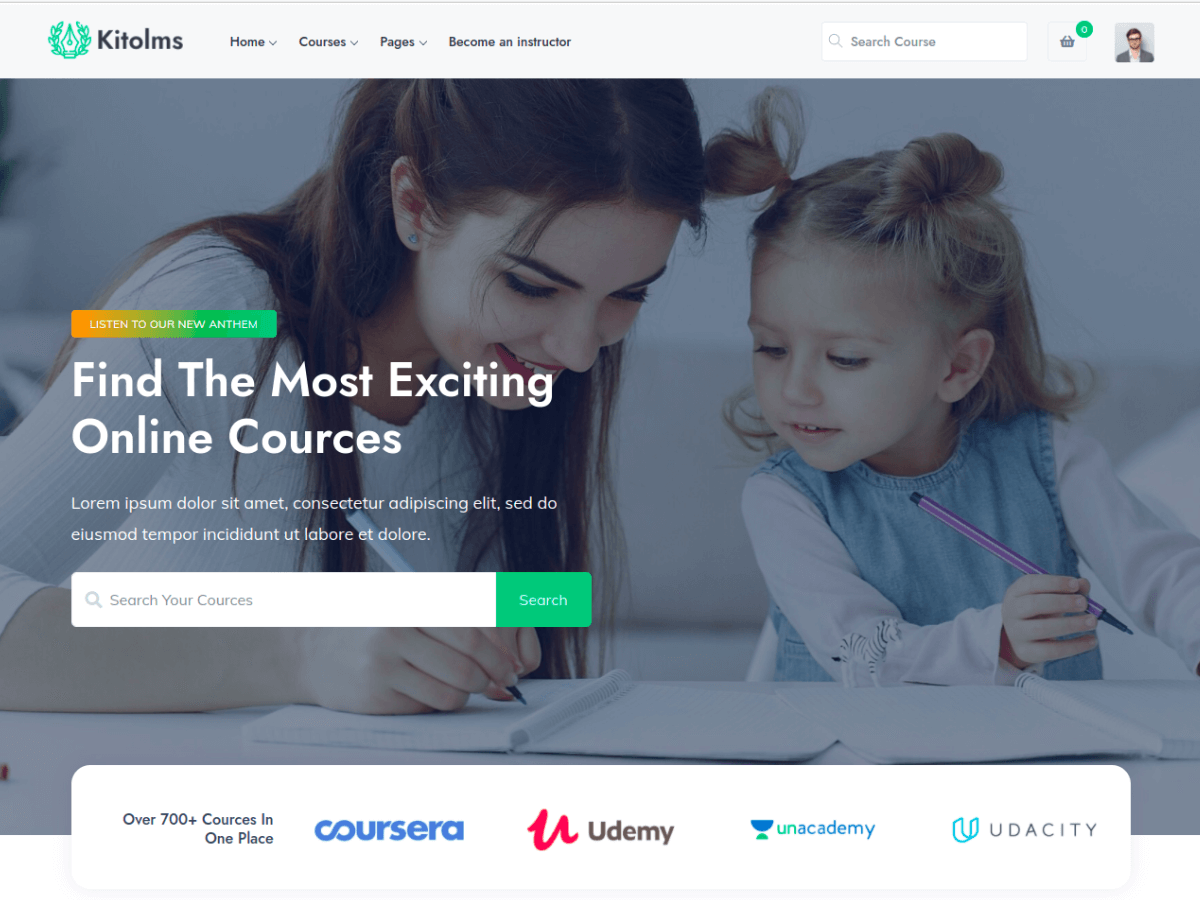 Kitolms
Home
Courses
Pages
Become an instructor
Search Course
0
LISTEN TO OUR NEW ANTHEM
Find The Most Exciting
Online Cources
Lorem ipsum dolor sit amet, consectetur adipiscing elit, sed do
eiusmod tempor incididunt ut labore et dolore.
Search Your Cources
Search
Over 700+ Cources In
One Place
coursera
Udemy
unacademy
UDACITY